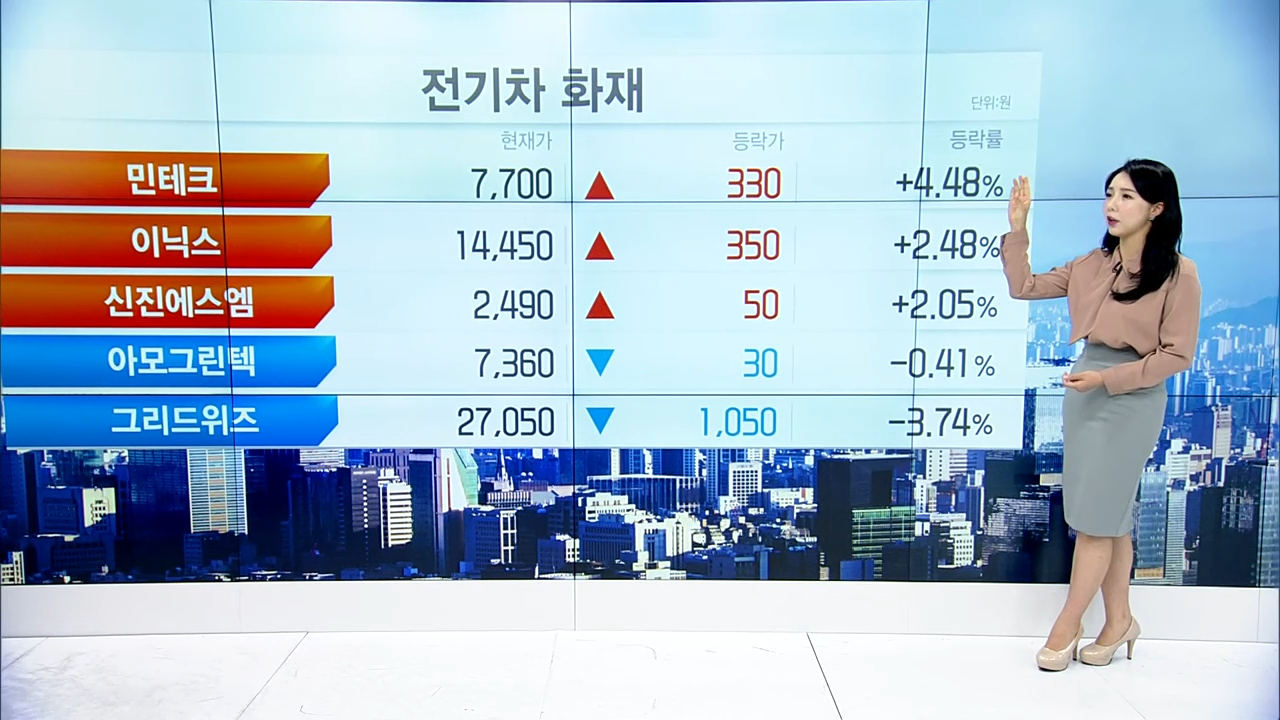 전기차 화재
단위:원
현재가 등락가 등락률
민테크 7,700 ▲ 330 +4.48%
이닉스 14,450 ▲ 350 +2.48%
신진에스엠 2,490 ▲ 50 +2.05%
아모그린텍 7,360 ▼ 30 -0.41%
그리드위즈 27,050 ▼ 1,050 -3.74%